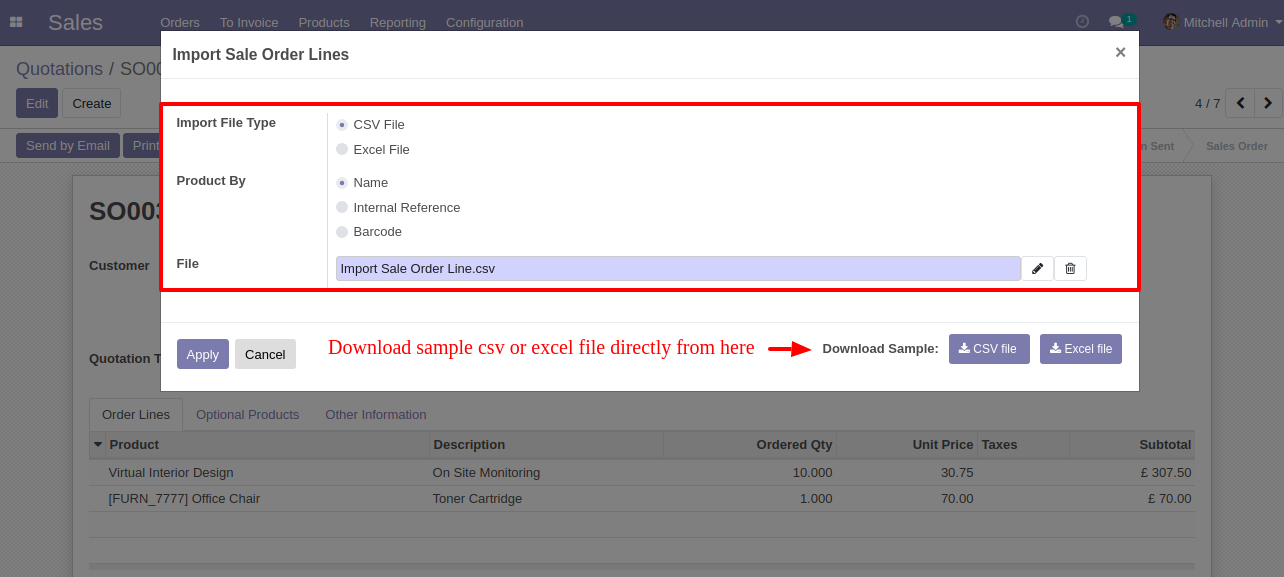 Sales Orders To Invoice Products Reporting Configuration 1 Mitchell Admin
Import Sale Order Lines ×
Quotations / SO00
Edit Create 4 / 7
Import File Type CSV File
Excel File
Send by Email Print n Sent Sales Order
Product By Name
Internal Reference
Barcode
SO003
Customer
File Import Sale Order Line.csv
Apply Cancel Download sample csv or excel file directly from here Download Sample: CSV file Excel file
Quotation T
Order Lines Optional Products Other Information
Product Description Ordered Qty Unit Price Taxes Subtotal
Virtual Interior Design On Site Monitoring 10.000 30.75 £ 307.50
[FURN_7777] Office Chair Toner Cartridge 1.000 70.00 £ 70.00